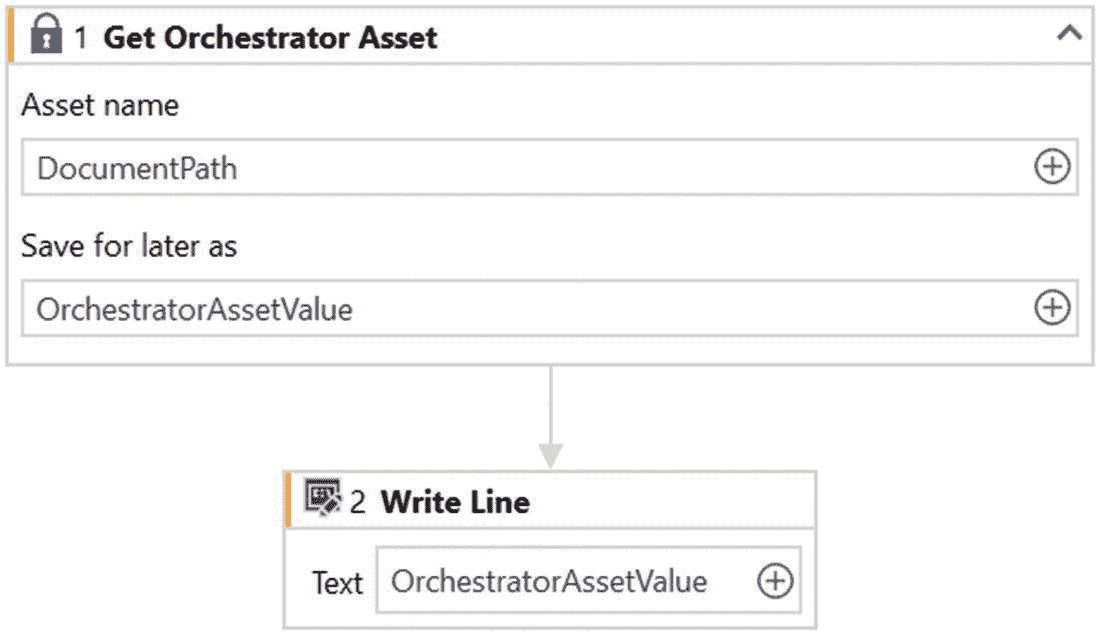 1 Get Orchestrator Asset
Asset name
DocumentPath
Save for later as
OrchestratorAssetValue
2 Write Line
Text OrchestratorAssetValue